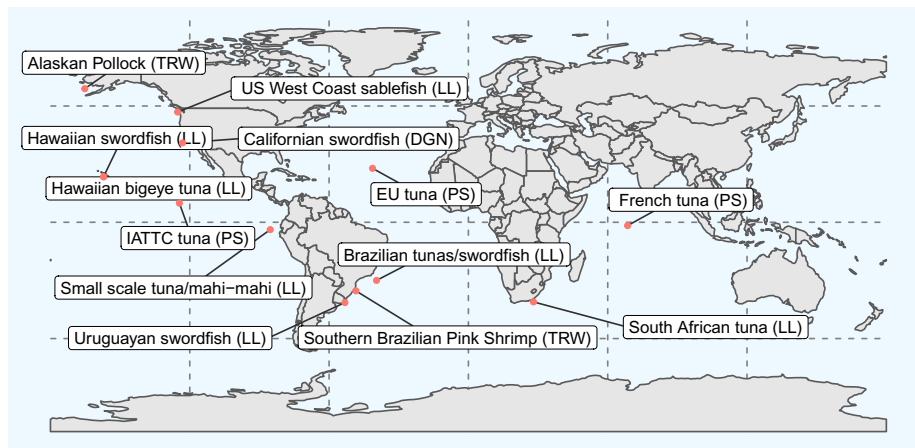 Alaskan Pollock (TRW)
US West Coast sablefish (LL)
Hawaiian swordfish (LL)
Californian swordfish (DGN)
Hawaiian bigeye tuna (LL)
EU tuna (PS)
French tuna (PS)
IATTC tuna (PS)
Brazilian tunas/swordfish (LL)
Small scale tuna/mahi−mahi (LL)
South African tuna (LL)
Uruguayan swordfish (LL)
Southern Brazilian Pink Shrimp (TRW)